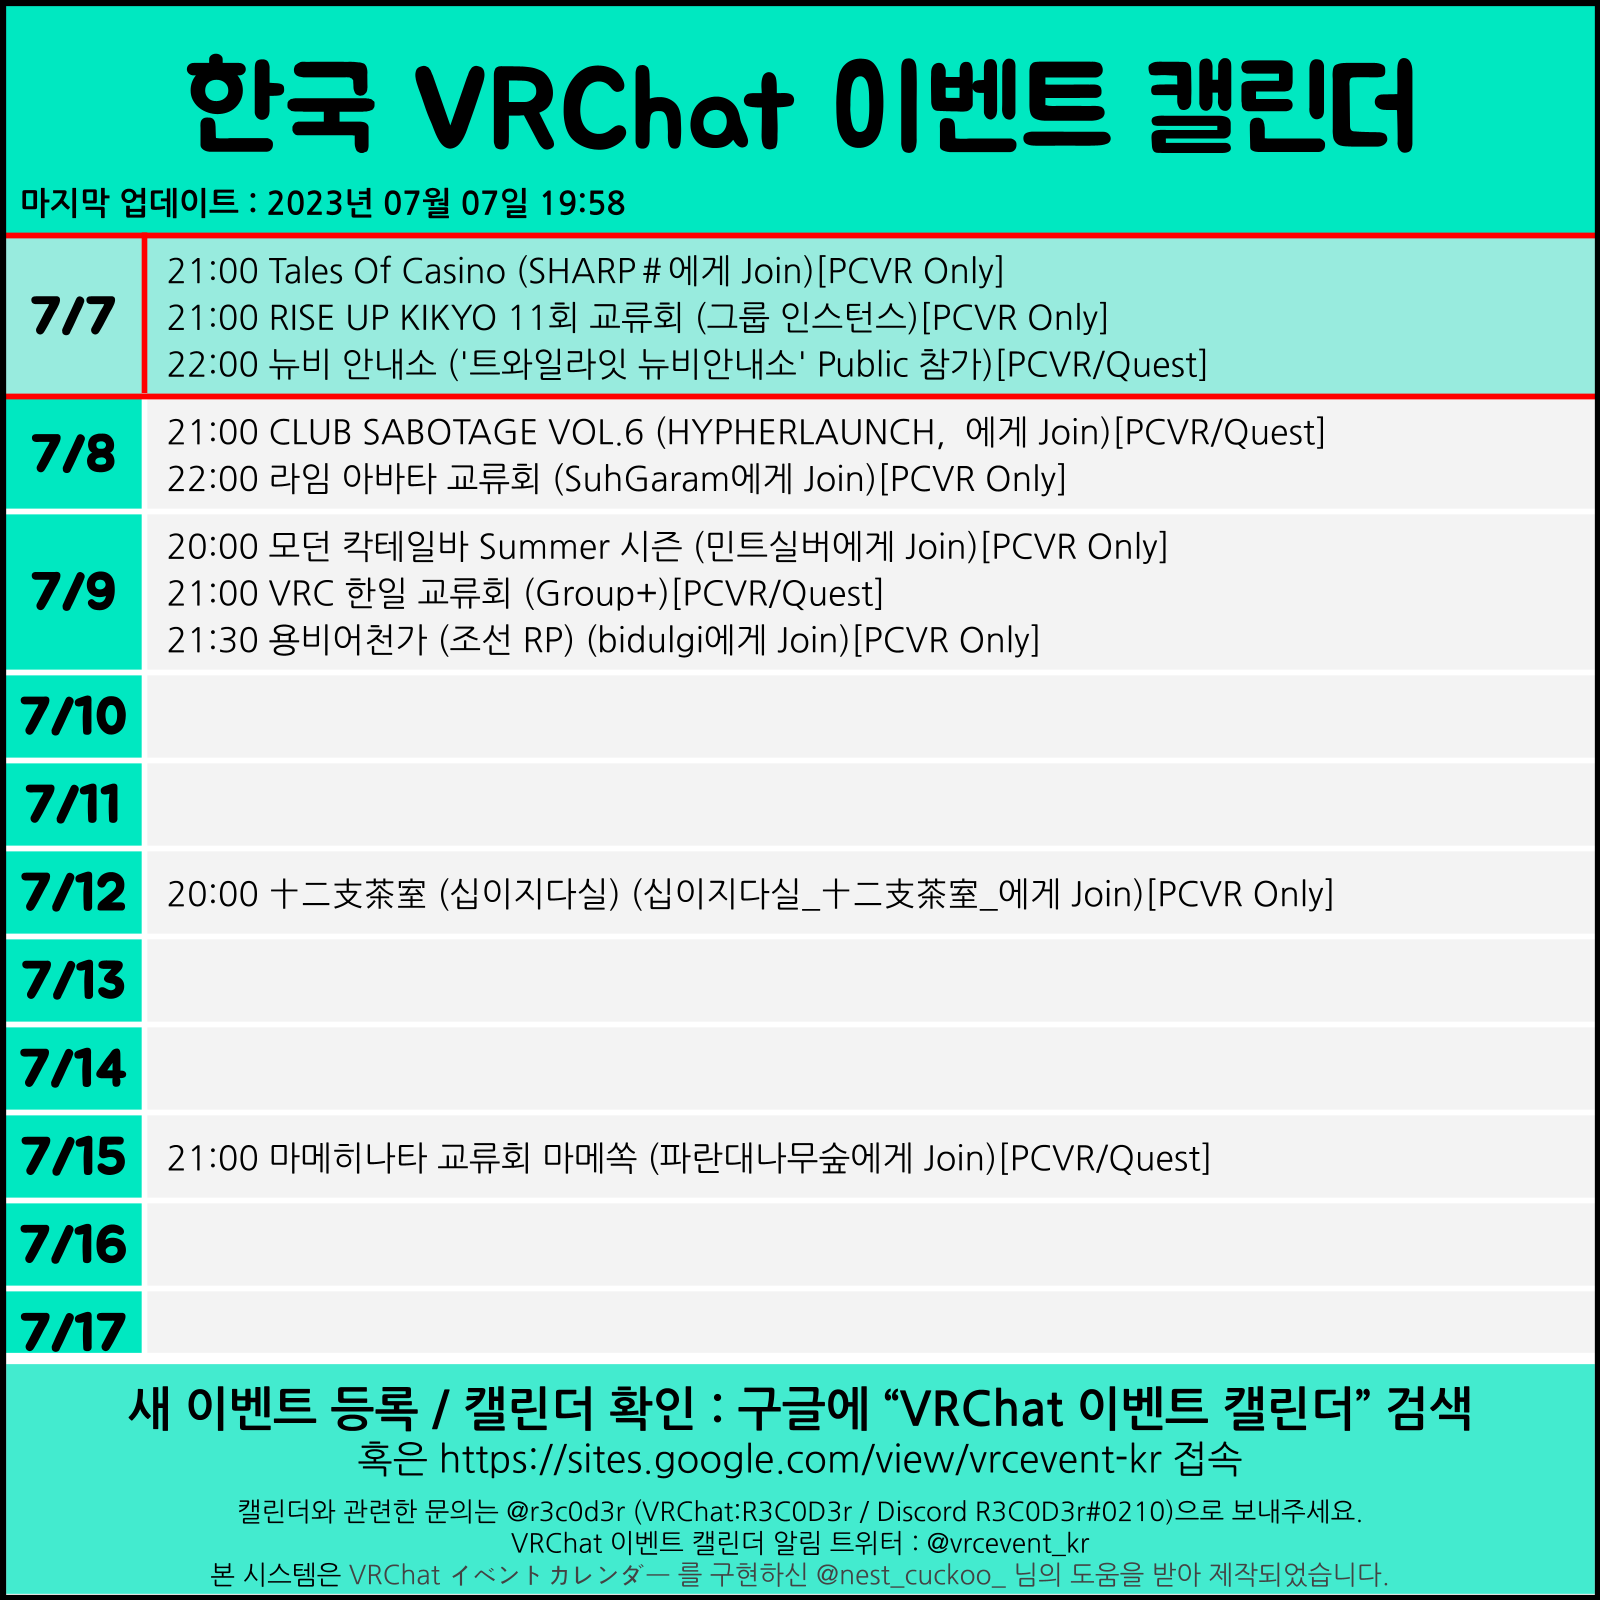 한국 VRChat 이벤트 캘린더
마지막 업데이트 : 2023년 07월 07일 19:58
7/7
21:00 Tales Of Casino (SHARP＃에게 Join)[PCVR Only]
21:00 RISE UP KIKYO 11회 교류회 (그룹 인스턴스)[PCVR Only]
22:00 뉴비 안내소 ('트와일라잇 뉴비안내소' Public 참가)[PCVR/Quest]
7/8
21:00 CLUB SABOTAGE VOL.6 (HYPHERLAUNCH,  에게 Join)[PCVR/Quest]
22:00 라임 아바타 교류회 (SuhGaram에게 Join)[PCVR Only]
7/9
20:00 모던 칵테일바 Summer 시즌 (민트실버에게 Join)[PCVR Only]
21:00 VRC 한일 교류회 (Group+)[PCVR/Quest]
21:30 용비어천가 (조선 RP) (bidulgi에게 Join)[PCVR Only]
7/10
7/11
7/12
20:00 十二支茶室 (십이지다실) (십이지다실_十二支茶室_에게 Join)[PCVR Only]
7/13
7/14
7/15
21:00 마메히나타 교류회 마메쏙 (파란대나무숲에게 Join)[PCVR/Quest]
7/16
7/17
새 이벤트 등록 / 캘린더 확인 : 구글에 “VRChat 이벤트 캘린더” 검색
혹은 https://sites.google.com/view/vrcevent-kr 접속
캘린더와 관련한 문의는 @r3c0d3r (VRChat:R3C0D3r / Discord R3C0D3r#0210)으로 보내주세요.
VRChat 이벤트 캘린더 알림 트위터 : @vrcevent_kr
본 시스템은 VRChat イベントカレンダー 를 구현하신 @nest_cuckoo_ 님의 도움을 받아 제작되었습니다.